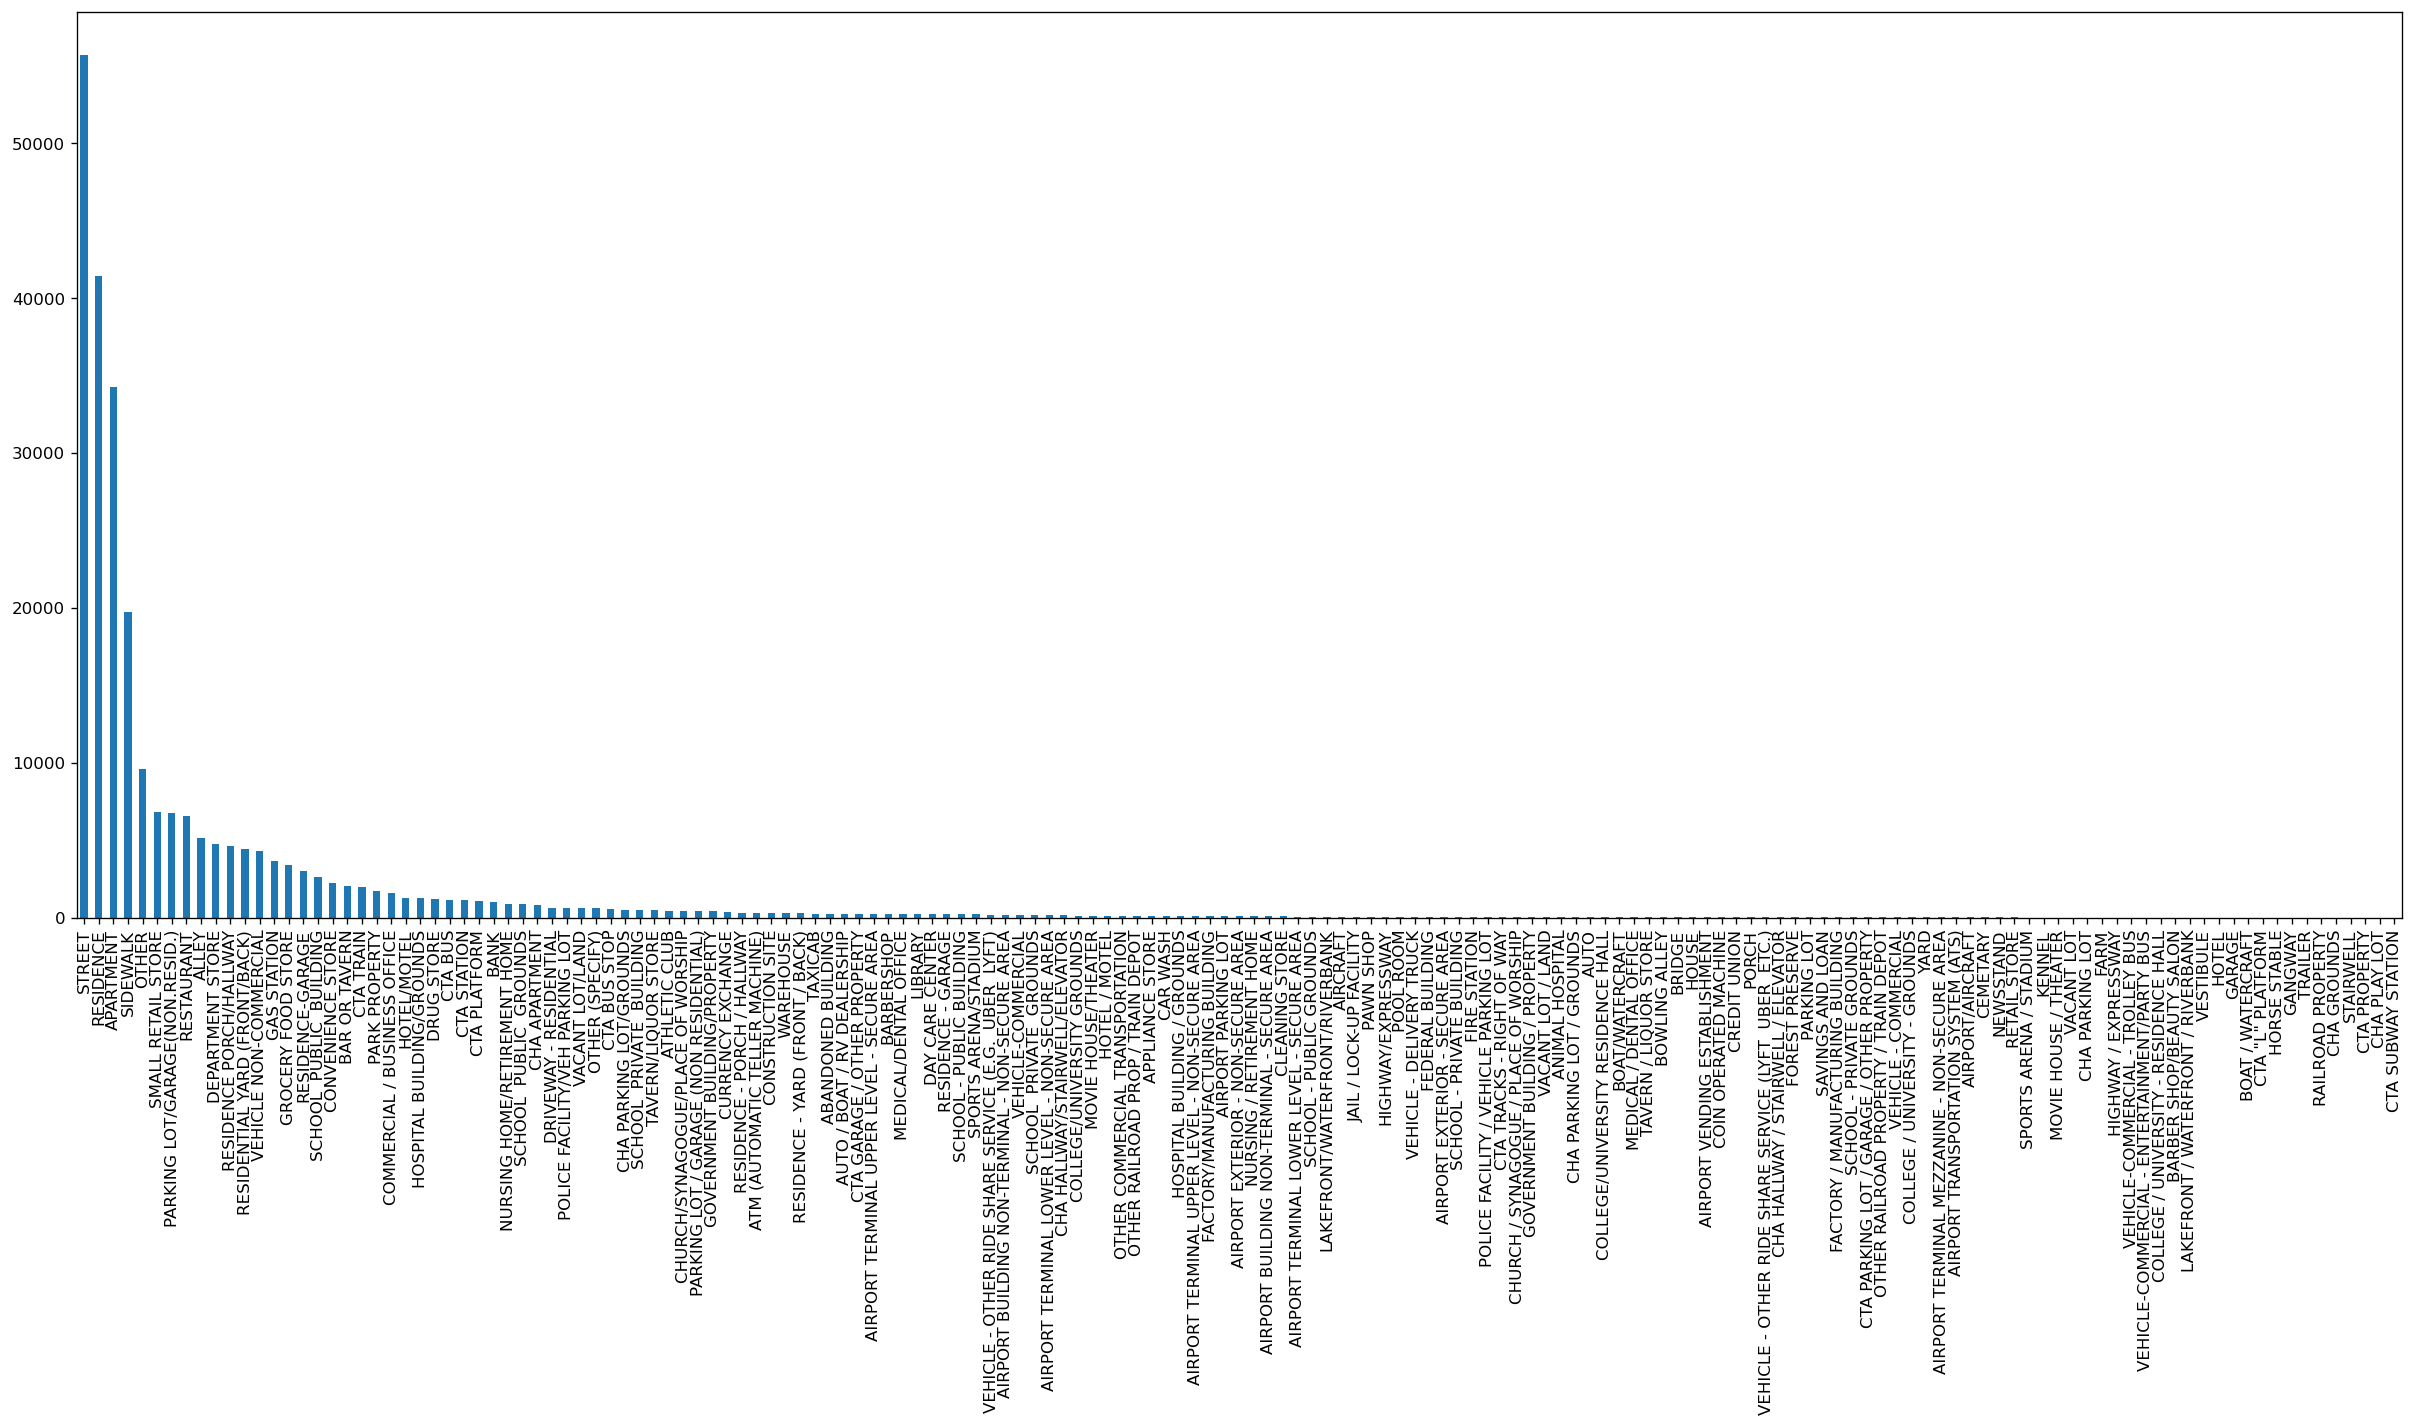 50000
40000
30000
20000
10000
0
STREET
RESIDENCE
APARTMENT
SIDEWALK
OTHER
SMALL RETAIL STORE
PARKING LOT/GARAGE(NON.RESID.)
RESTAURANT
ALLEY
DEPARTMENT STORE
RESIDENCE PORCH/HALLWAY
RESIDENTIAL YARD (FRONT/BACK)
VEHICLE NON-COMMERCIAL
GAS STATION
GROCERY FOOD STORE
RESIDENCE-GARAGE
SCHOOL  PUBLIC  BUILDING
CONVENIENCE STORE
BAR OR TAVERN
CTA TRAIN
PARK PROPERTY
COMMERCIAL / BUSINESS OFFICE
HOTEL/MOTEL
HOSPITAL BUILDING/GROUNDS
DRUG STORE
CTA BUS
CTA STATION
CTA PLATFORM
BANK
NURSING HOME/RETIREMENT HOME
SCHOOL  PUBLIC  GROUNDS
CHA APARTMENT
DRIVEWAY - RESIDENTIAL
POLICE FACILITY/VEH PARKING LOT
VACANT LOT/LAND
OTHER (SPECIFY)
CTA BUS STOP
CHA PARKING LOT/GROUNDS
SCHOOL  PRIVATE  BUILDING
TAVERN/LIQUOR STORE
ATHLETIC CLUB
CHURCH/SYNAGOGUE/PLACE OF WORSHIP
PARKING LOT / GARAGE (NON RESIDENTIAL)
GOVERNMENT BUILDING/PROPERTY
CURRENCY EXCHANGE
RESIDENCE - PORCH / HALLWAY
ATM (AUTOMATIC TELLER MACHINE)
CONSTRUCTION SITE
WAREHOUSE
RESIDENCE - YARD (FRONT / BACK)
TAXICAB
ABANDONED BUILDING
AUTO / BOAT / RV DEALERSHIP
CTA GARAGE / OTHER PROPERTY
AIRPORT TERMINAL UPPER LEVEL - SECURE AREA
BARBERSHOP
MEDICAL/DENTAL OFFICE
LIBRARY
DAY CARE CENTER
RESIDENCE - GARAGE
SCHOOL - PUBLIC BUILDING
SPORTS ARENA/STADIUM
VEHICLE - OTHER RIDE SHARE SERVICE (E.G.  UBER  LYFT)
AIRPORT BUILDING NON-TERMINAL - NON-SECURE AREA
VEHICLE-COMMERCIAL
SCHOOL  PRIVATE  GROUNDS
AIRPORT TERMINAL LOWER LEVEL - NON-SECURE AREA
CHA HALLWAY/STAIRWELL/ELEVATOR
COLLEGE/UNIVERSITY GROUNDS
MOVIE HOUSE/THEATER
HOTEL / MOTEL
OTHER COMMERCIAL TRANSPORTATION
OTHER RAILROAD PROP / TRAIN DEPOT
APPLIANCE STORE
CAR WASH
HOSPITAL BUILDING / GROUNDS
AIRPORT TERMINAL UPPER LEVEL - NON-SECURE AREA
FACTORY/MANUFACTURING BUILDING
AIRPORT PARKING LOT
AIRPORT EXTERIOR - NON-SECURE AREA
NURSING / RETIREMENT HOME
AIRPORT BUILDING NON-TERMINAL - SECURE AREA
CLEANING STORE
AIRPORT TERMINAL LOWER LEVEL - SECURE AREA
SCHOOL - PUBLIC GROUNDS
LAKEFRONT/WATERFRONT/RIVERBANK
AIRCRAFT
JAIL / LOCK-UP FACILITY
PAWN SHOP
HIGHWAY/EXPRESSWAY
POOL ROOM
VEHICLE - DELIVERY TRUCK
FEDERAL BUILDING
AIRPORT EXTERIOR - SECURE AREA
SCHOOL - PRIVATE BUILDING
FIRE STATION
POLICE FACILITY / VEHICLE PARKING LOT
CTA TRACKS - RIGHT OF WAY
CHURCH / SYNAGOGUE / PLACE OF WORSHIP
GOVERNMENT BUILDING / PROPERTY
VACANT LOT / LAND
ANIMAL HOSPITAL
CHA PARKING LOT / GROUNDS
AUTO
COLLEGE/UNIVERSITY RESIDENCE HALL
BOAT/WATERCRAFT
MEDICAL / DENTAL OFFICE
TAVERN / LIQUOR STORE
BOWLING ALLEY
BRIDGE
HOUSE
AIRPORT VENDING ESTABLISHMENT
COIN OPERATED MACHINE
CREDIT UNION
PORCH
VEHICLE - OTHER RIDE SHARE SERVICE (LYFT  UBER  ETC.)
CHA HALLWAY / STAIRWELL / ELEVATOR
FOREST PRESERVE
PARKING LOT
SAVINGS AND LOAN
FACTORY / MANUFACTURING BUILDING
SCHOOL - PRIVATE GROUNDS
CTA PARKING LOT / GARAGE / OTHER PROPERTY
OTHER RAILROAD PROPERTY / TRAIN DEPOT
VEHICLE - COMMERCIAL
COLLEGE / UNIVERSITY - GROUNDS
YARD
AIRPORT TERMINAL MEZZANINE - NON-SECURE AREA
AIRPORT TRANSPORTATION SYSTEM (ATS)
AIRPORT/AIRCRAFT
CEMETARY
NEWSSTAND
RETAIL STORE
SPORTS ARENA / STADIUM
KENNEL
MOVIE HOUSE / THEATER
VACANT LOT
CHA PARKING LOT
FARM
HIGHWAY / EXPRESSWAY
VEHICLE-COMMERCIAL - TROLLEY BUS
VEHICLE-COMMERCIAL - ENTERTAINMENT/PARTY BUS
COLLEGE / UNIVERSITY - RESIDENCE HALL
BARBER SHOP/BEAUTY SALON
LAKEFRONT / WATERFRONT / RIVERBANK
VESTIBULE
HOTEL
GARAGE
BOAT / WATERCRAFT
CTA "L" PLATFORM
HORSE STABLE
GANGWAY
TRAILER
RAILROAD PROPERTY
CHA GROUNDS
STAIRWELL
CTA PROPERTY
CHA PLAY LOT
CTA SUBWAY STATION